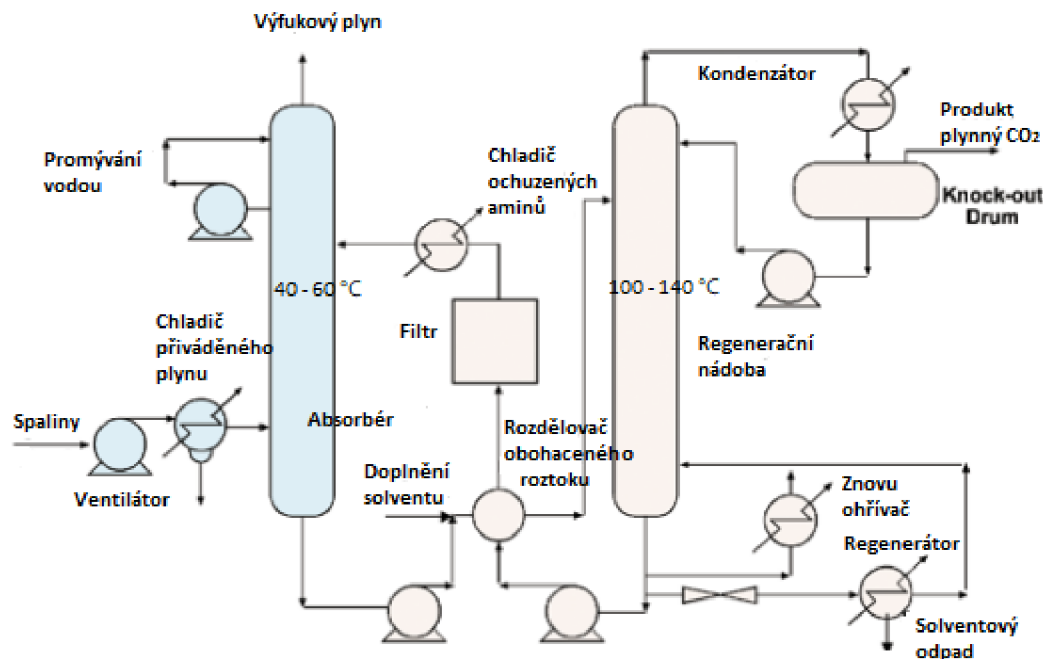 Výfukový plyn
Kondenzátor
Produkt
plynný CO₂
Promývání
vodou
Chladič
ochuzených
aminů
Knock-out
Drum
40 - 60 °C
100 - 140 °C
Chladič
přiváděného
plynu
Filtr
Regenerační
nádoba
Spaliny
Absorbér
Rozdělovač
obohaceného
roztoku
Doplnění
solventu
Ventilátor
Znovu
ohřívač
Regenerátor
Solventový
odpad